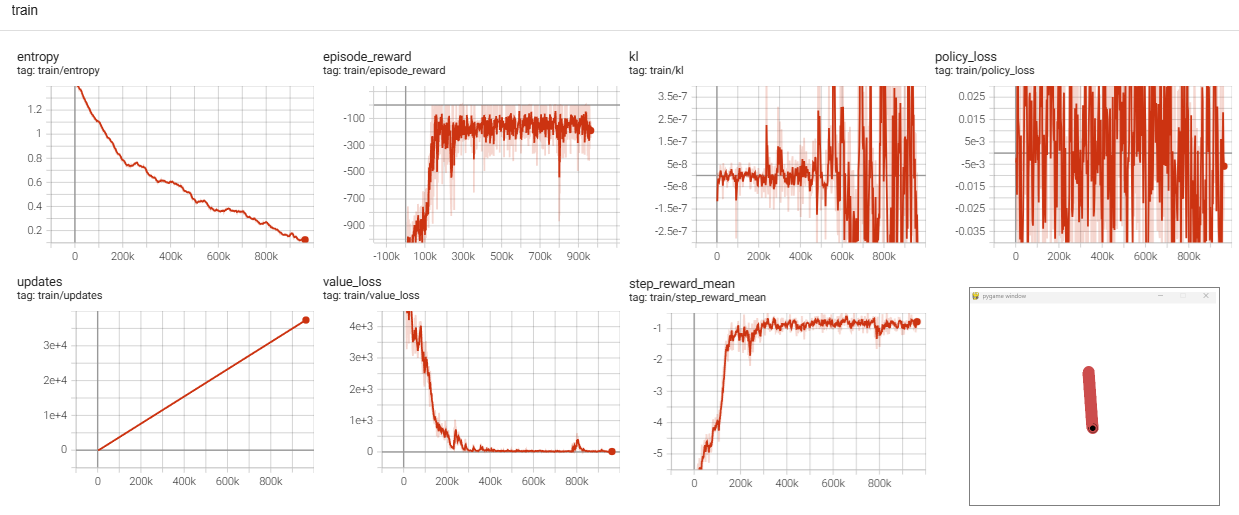 train
entropy
tag: train/entropy
1.2
1
0.8
0.6
0.4
0.2
0
200k
400k
600k
800k
episode_reward
tag: train/episode_reward
-100
-300
-500
-700
-900
-100k
100k
300k
500k
700k
900k
kl
tag: train/kl
3.5e-7
2.5e-7
1.5e-7
5e-8
-5e-8
-1.5e-7
-2.5e-7
0
200k
400k
600k
800k
policy_loss
tag: train/policy_loss
0.025
0.015
5e-3
-5e-3
-0.015
-0.025
-0.035
0
200k
400k
600k
800k
updates
tag: train/updates
3e+4
2e+4
1e+4
0
0
200k
400k
600k
800k
value_loss
tag: train/value_loss
4e+3
3e+3
2e+3
1e+3
0
0
200k
400k
600k
800k
step_reward_mean
tag: train/step_reward_mean
-1
-2
-3
-4
-5
0
200k
400k
600k
800k
pygame window